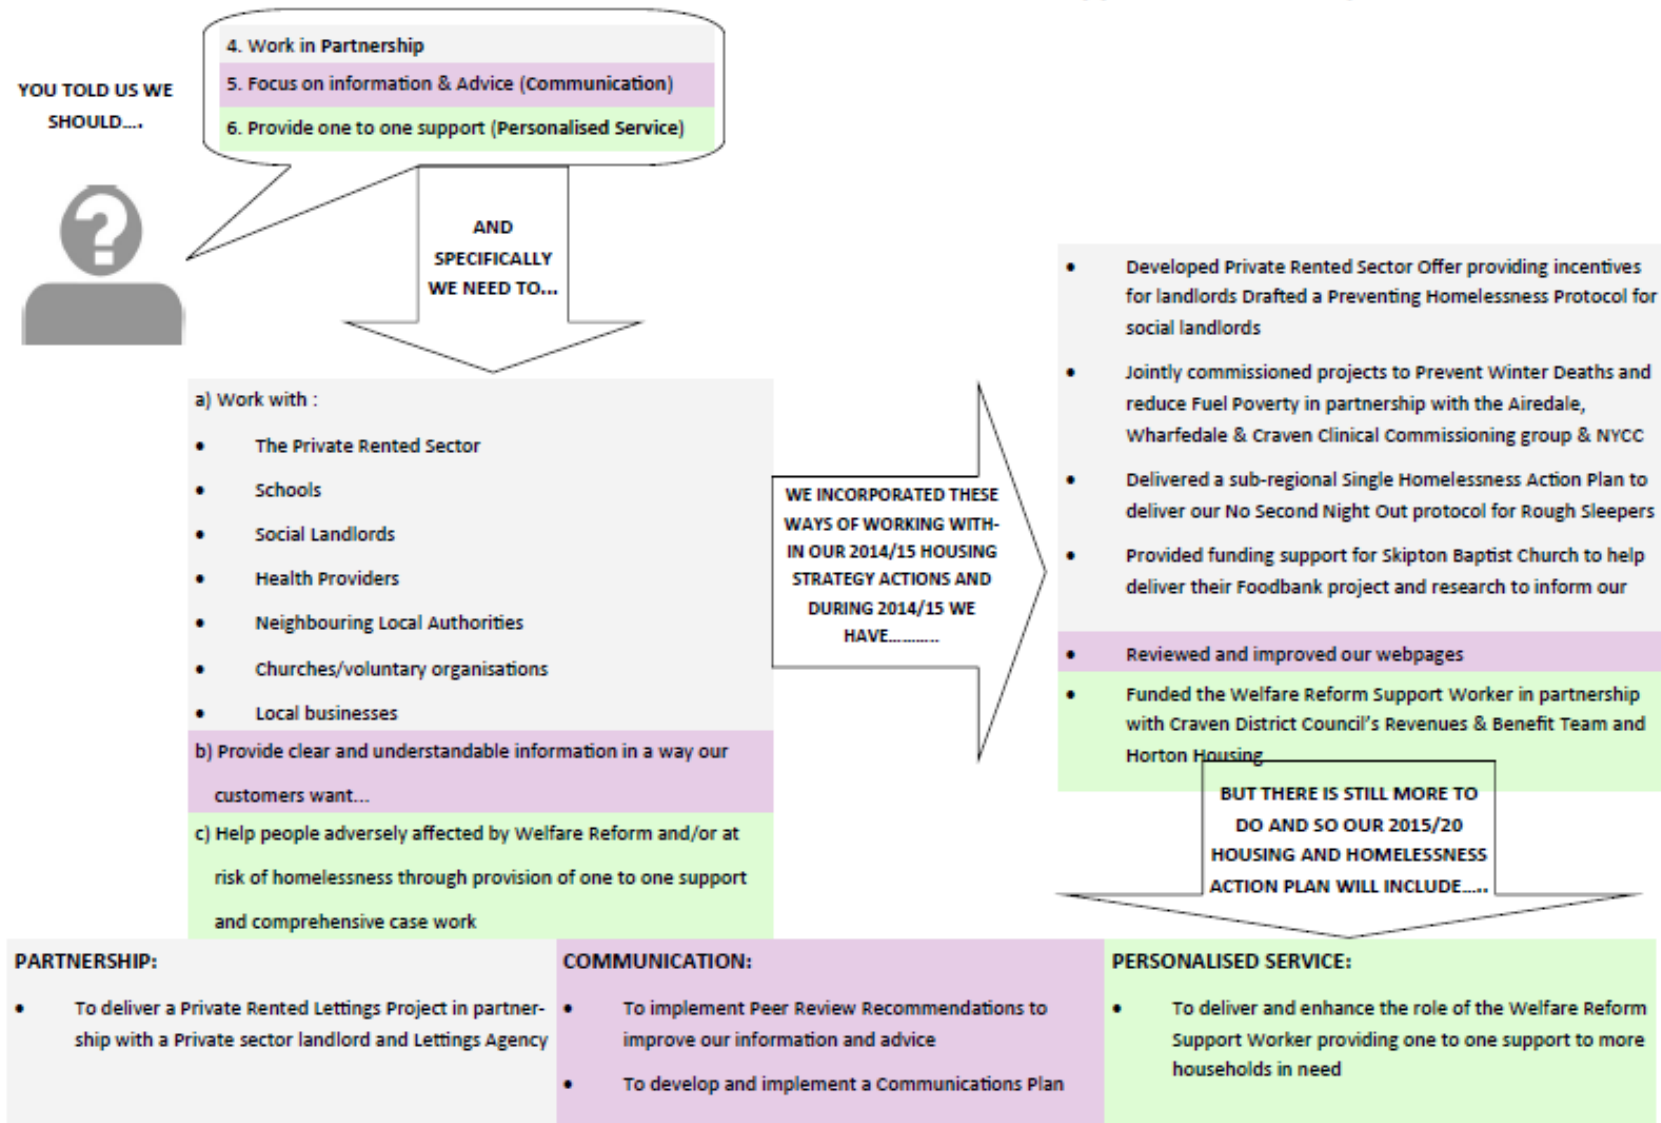 YOU TOLD US WE
SHOULD….
4. Work in Partnership
5. Focus on information & Advice (Communication)
6. Provide one to one support (Personalised Service)
AND
SPECIFICALLY
WE NEED TO...
a) Work with :
• The Private Rented Sector
• Schools
• Social Landlords
• Health Providers
• Neighbouring Local Authorities
• Churches/voluntary organisations
• Local businesses
b) Provide clear and understandable information in a way our
customers want...
c) Help people adversely affected by Welfare Reform and/or at
risk of homelessness through provision of one to one support
and comprehensive case work
WE INCORPORATED THESE
WAYS OF WORKING WITH-
IN OUR 2014/15 HOUSING
STRATEGY ACTIONS AND
DURING 2014/15 WE
HAVE...........
• Developed Private Rented Sector Offer providing incentives
for landlords Drafted a Preventing Homelessness Protocol for
social landlords
• Jointly commissioned projects to Prevent Winter Deaths and
reduce Fuel Poverty in partnership with the Airedale,
Wharfedale & Craven Clinical Commissioning group & NYCC
• Delivered a sub-regional Single Homelessness Action Plan to
deliver our No Second Night Out protocol for Rough Sleepers
• Provided funding support for Skipton Baptist Church to help
deliver their Foodbank project and research to inform our
• Reviewed and improved our webpages
• Funded the Welfare Reform Support Worker in partnership
with Craven District Council's Revenues & Benefit Team and
Horton Housing
BUT THERE IS STILL MORE TO
DO AND SO OUR 2015/20
HOUSING AND HOMELESSNESS
ACTION PLAN WILL INCLUDE…..
PARTNERSHIP:
• To deliver a Private Rented Lettings Project in partner-
ship with a Private sector landlord and Lettings Agency
COMMUNICATION:
• To implement Peer Review Recommendations to
improve our information and advice
• To develop and implement a Communications Plan
PERSONALISED SERVICE:
• To deliver and enhance the role of the Welfare Reform
Support Worker providing one to one support to more
households in need